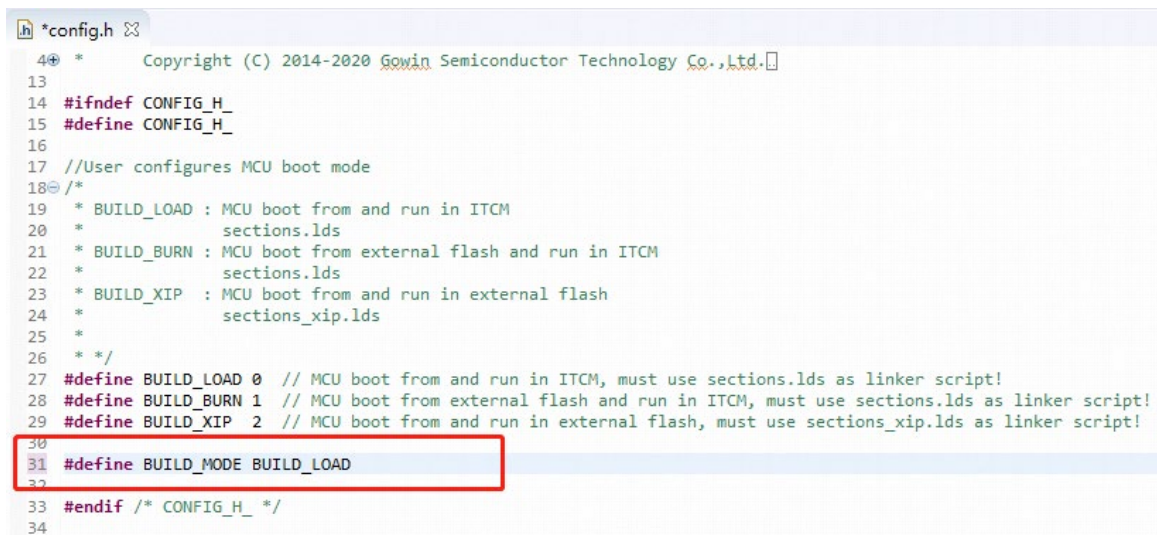 *config.h
4 * Copyright (C) 2014-2020 Gowin Semiconductor Technology Co.,Ltd.
13
14 #ifndef CONFIG_H_
15 #define CONFIG_H_
16
17 //User configures MCU boot mode
18 /*
19 * BUILD_LOAD : MCU boot from and run in ITCM
20 * sections.lds
21 * BUILD_BURN : MCU boot from external flash and run in ITCM
22 * sections.lds
23 * BUILD_XIP : MCU boot from and run in external flash
24 * sections_xip.lds
25 *
26 * */
27 #define BUILD_LOAD 0 // MCU boot from and run in ITCM, must use sections.lds as linker script!
28 #define BUILD_BURN 1 // MCU boot from external flash and run in ITCM, must use sections.lds as linker script!
29 #define BUILD_XIP 2 // MCU boot from and run in external flash, must use sections_xip.lds as linker script!
30
31 #define BUILD_MODE BUILD_LOAD
32
33 #endif /* CONFIG_H_ */
34